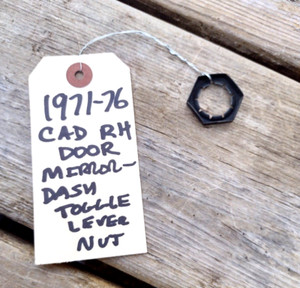 1971-76
CAD RH
DOOR
MIRROR-
DASH
TOGGLE
LEVER
NUT